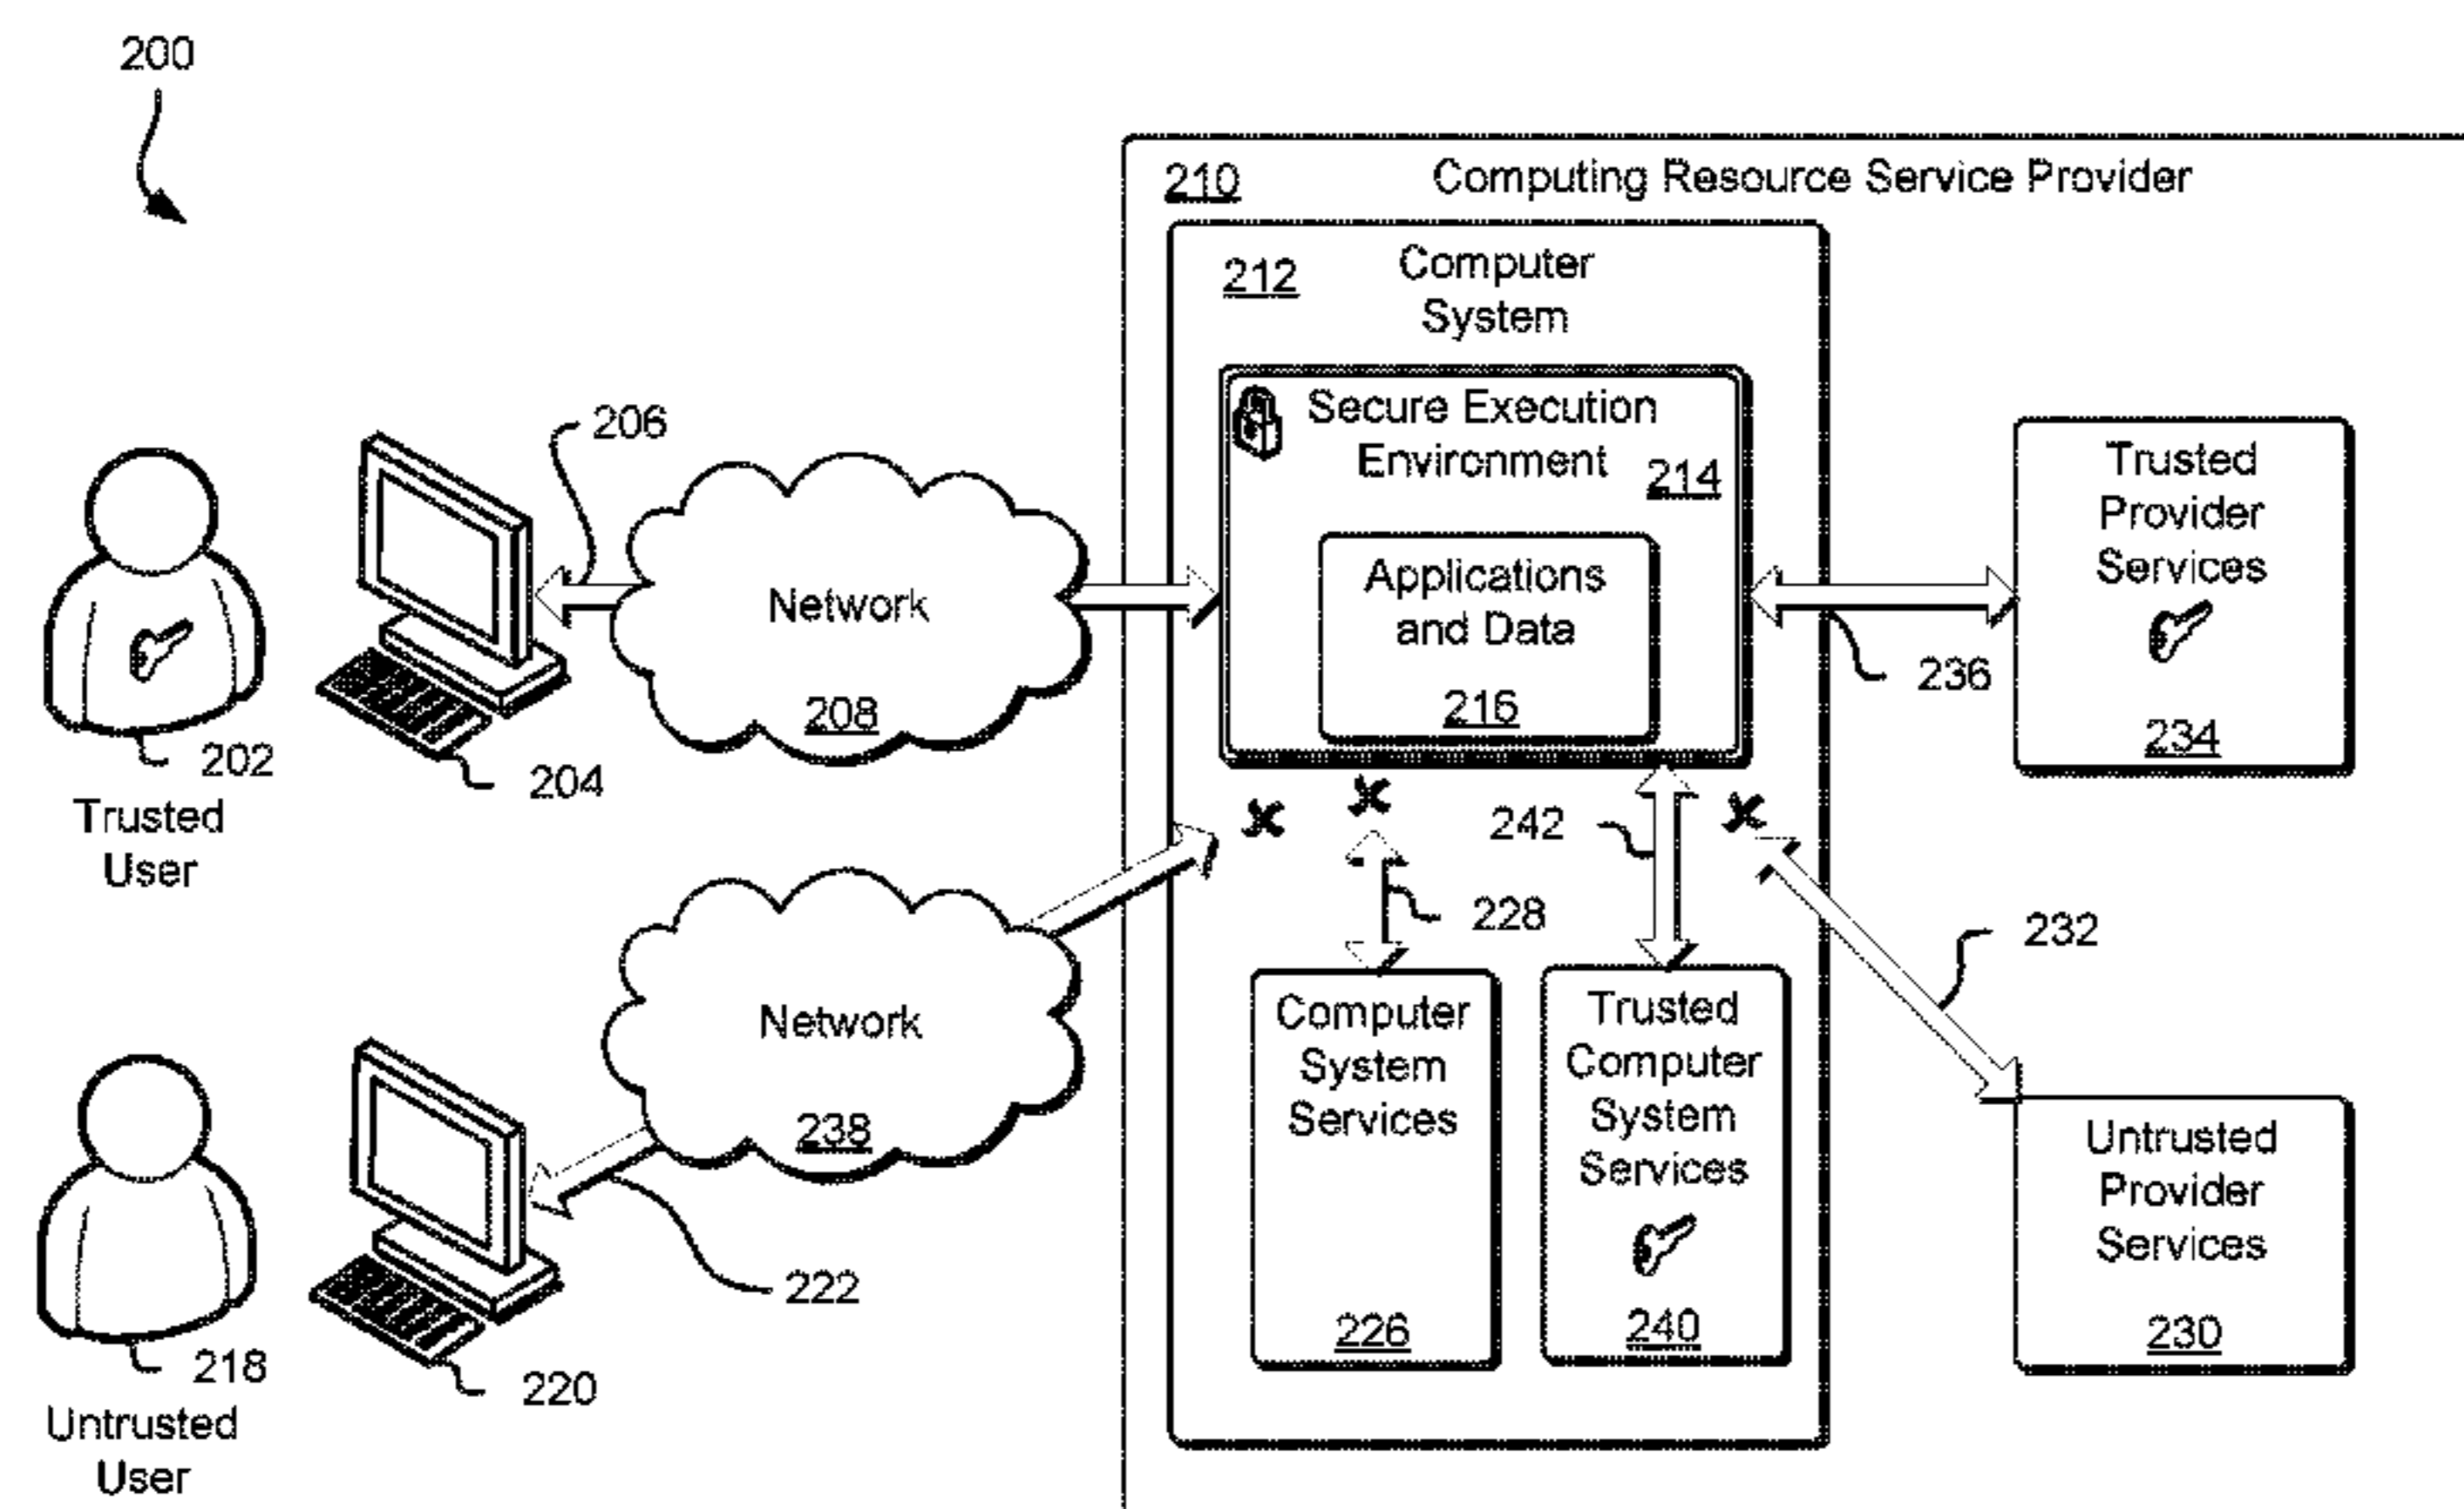 200
210
Computing Resource Service Provider
212
Computer
System
206
Secure Execution
Environment
214
Trusted
Provider
Services
234
Applications
and Data
216
Network
208
236
202
204
Trusted
User
242
228
232
Network
238
Computer
System
Services
226
Trusted
Computer
System
Services
240
Untrusted
Provider
Services
230
222
218
220
Untrusted
User